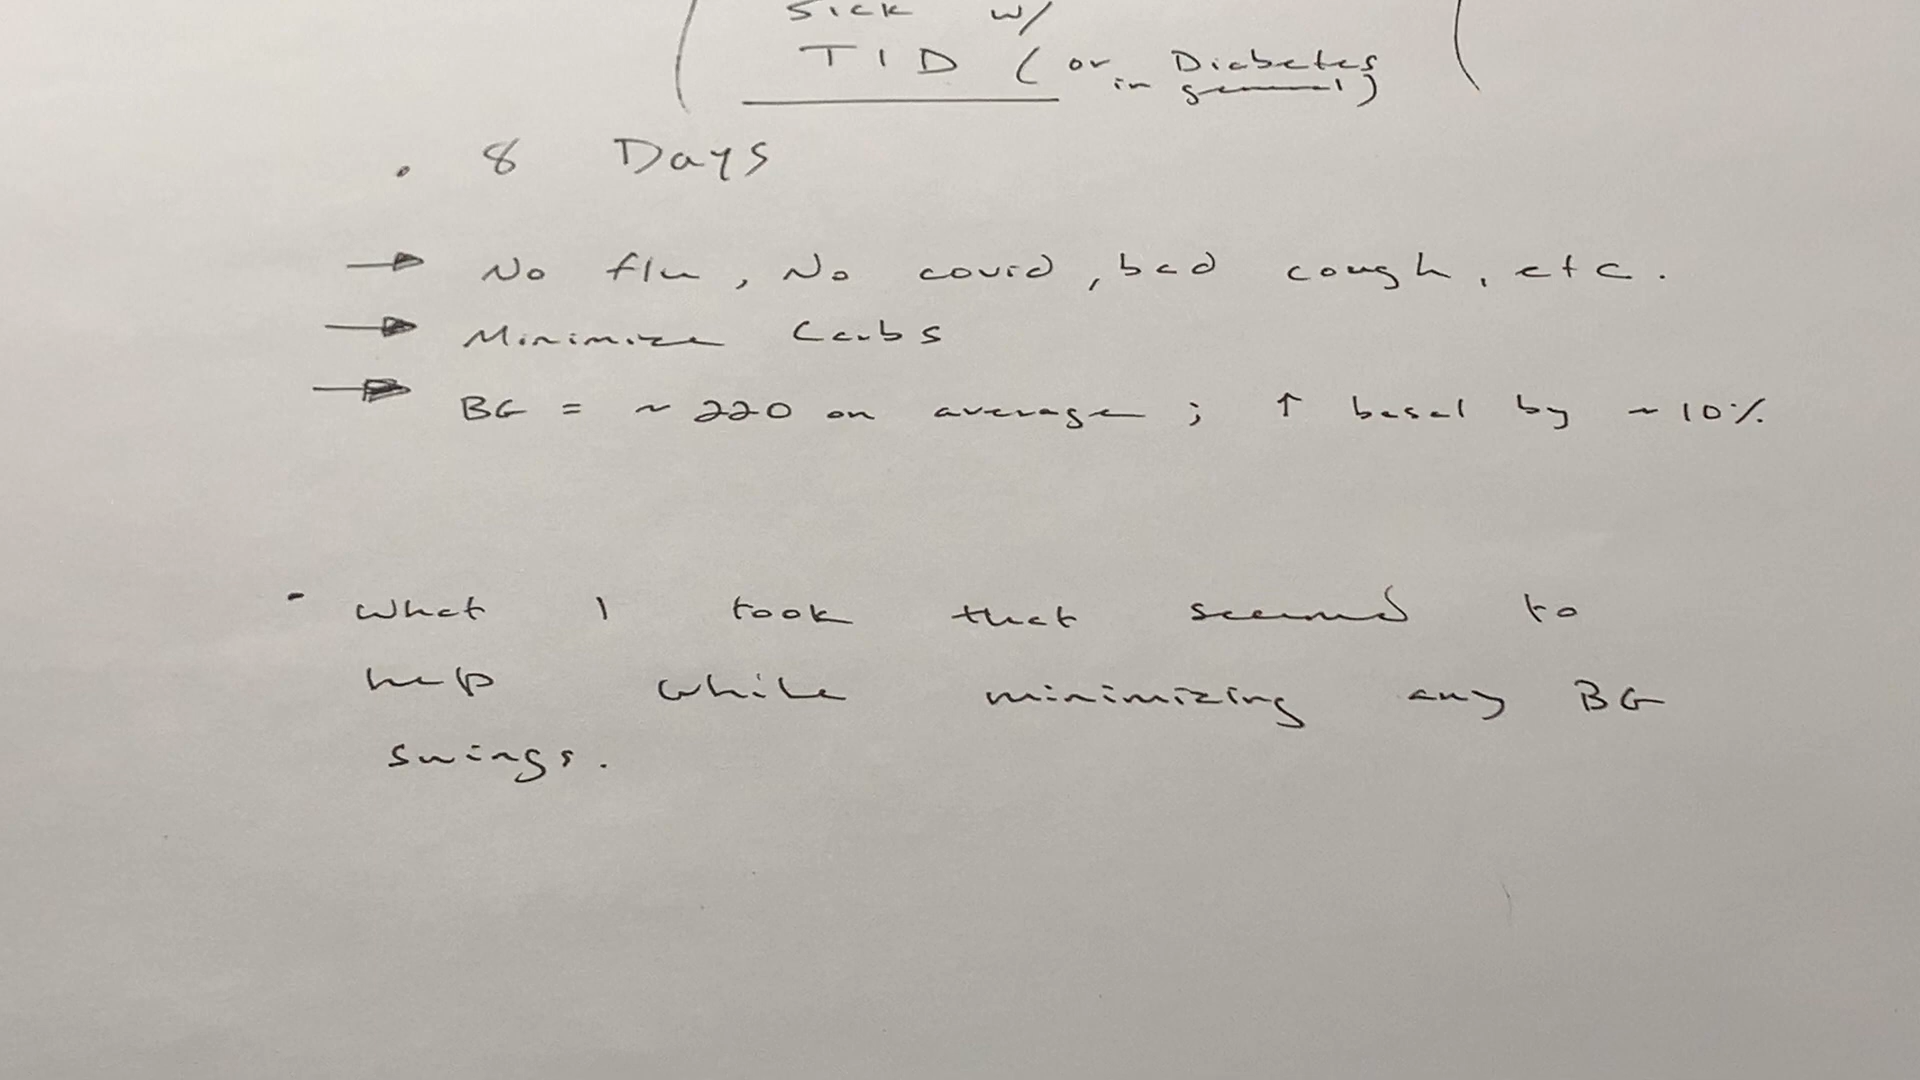 ( Sick w/ (
T1D (or Diabetes
in general)
. 8 Days
→ No flu, No covid, bad cough, etc.
→ Minimize Carbs
→ BG = ~ 220 on average; ↑ basal by ~ 10%
- What I took that seemed to
help while minimizing any BG
swings.